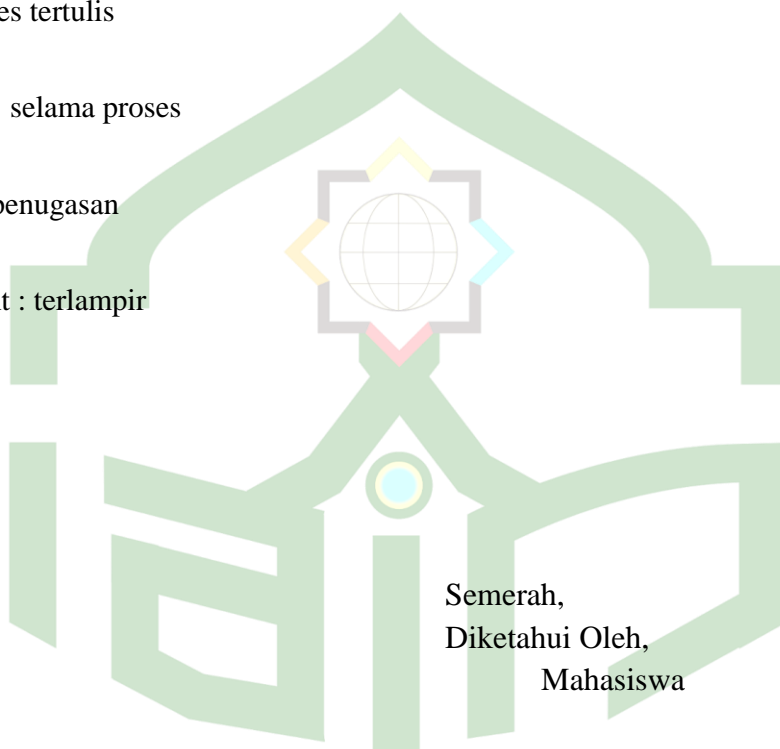 es tertulis
selama proses
penugasan
t : terlampir
Semerah,
Diketahui Oleh,
Mahasiswa